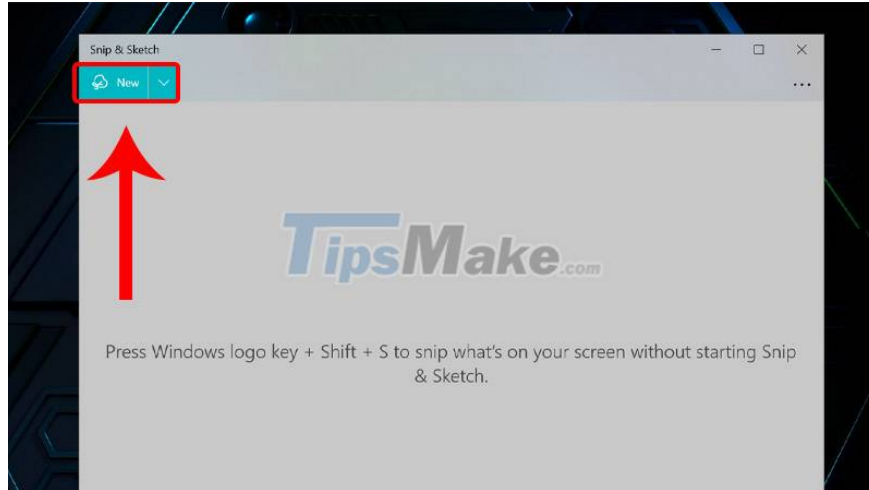 Snip & Sketch
New
TipsMake.com
Press Windows logo key + Shift + S to snip what's on your screen without starting Snip
& Sketch.